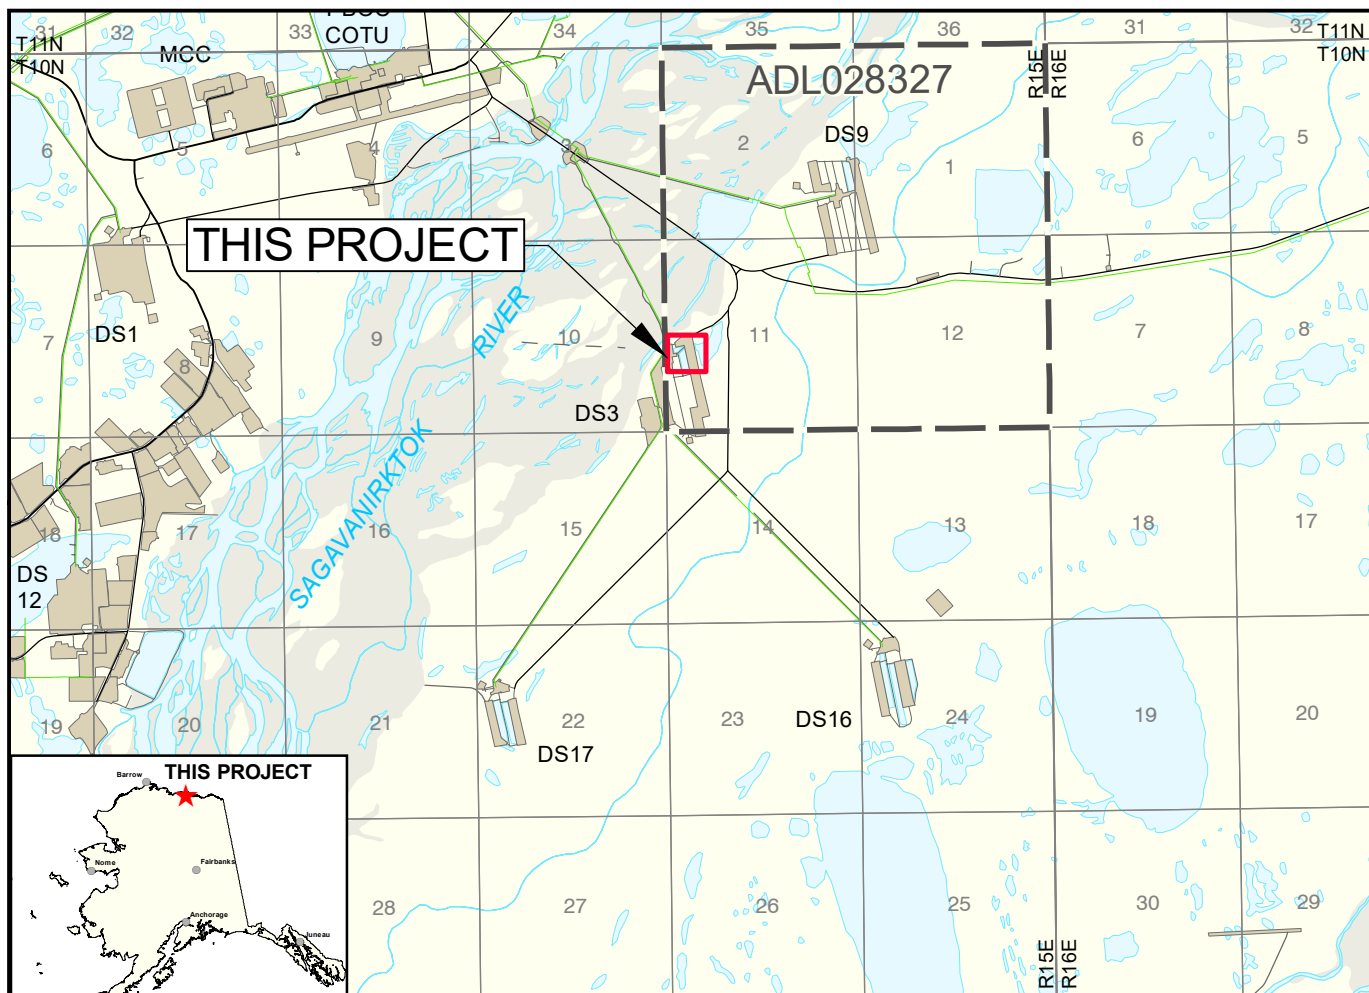 31
32
33
34
35
36
31
32
T11N
T10N
T11N
T10N
MCC
COTU
R15E
R16E
ADL028327
DS9
6
5
4
3
2
1
6
5
THIS PROJECT
7
DS1
8
9
10
11
12
7
8
RIVER
SAGAVANIRKTOK
DS3
18
17
16
15
14
13
18
17
DS
12
19
20
21
22
23
24
19
20
DS17
DS16
28
27
26
25
30
29
R15E
R16E
THIS PROJECT
Barrow
Nome
Fairbanks
Anchorage
Juneau